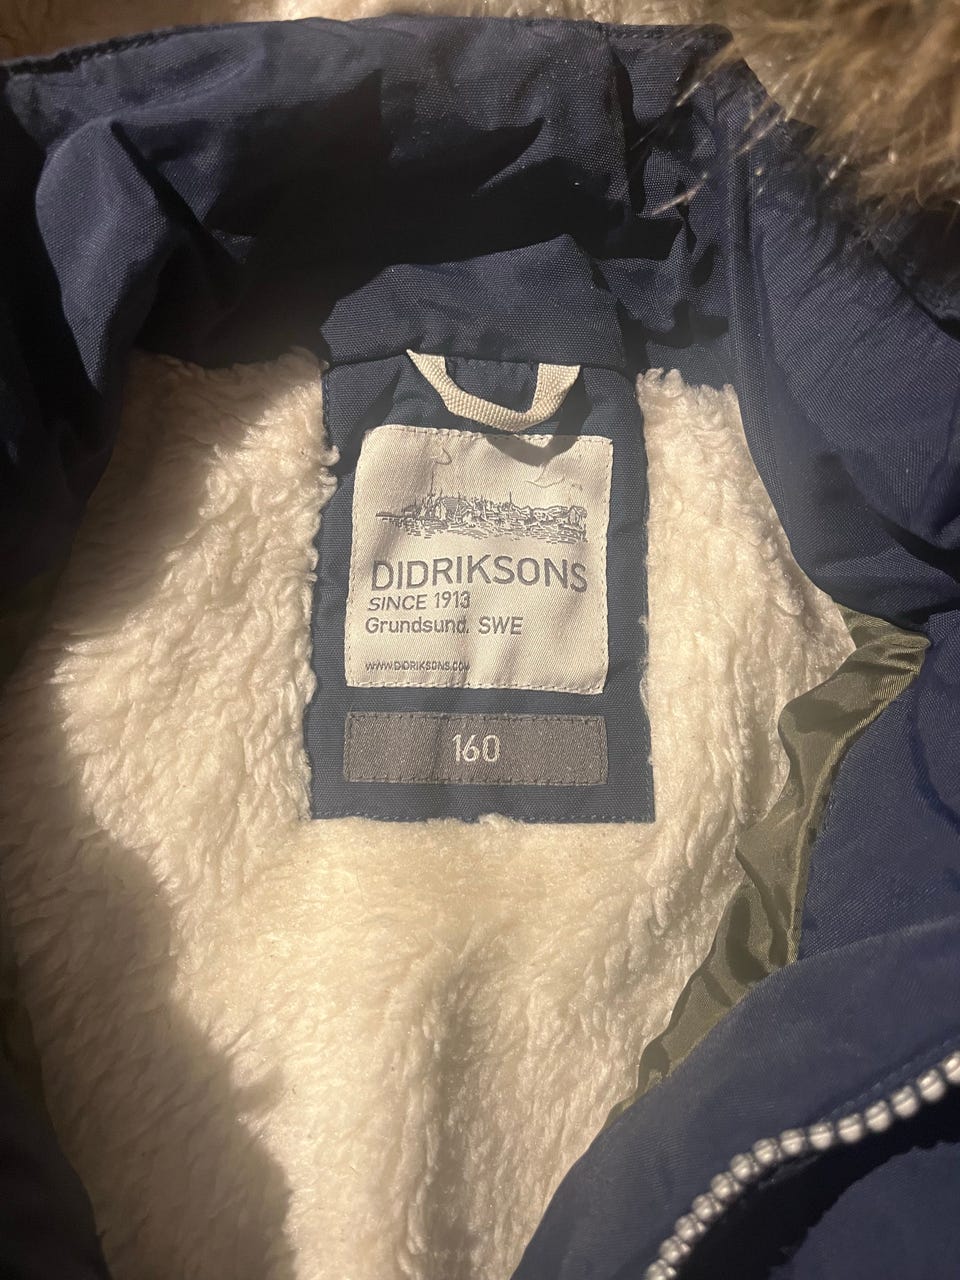 DIDRIKSONS
SINCE 1913
Grundsund. SWE
WWW.DIDRIKSONS.COM
160